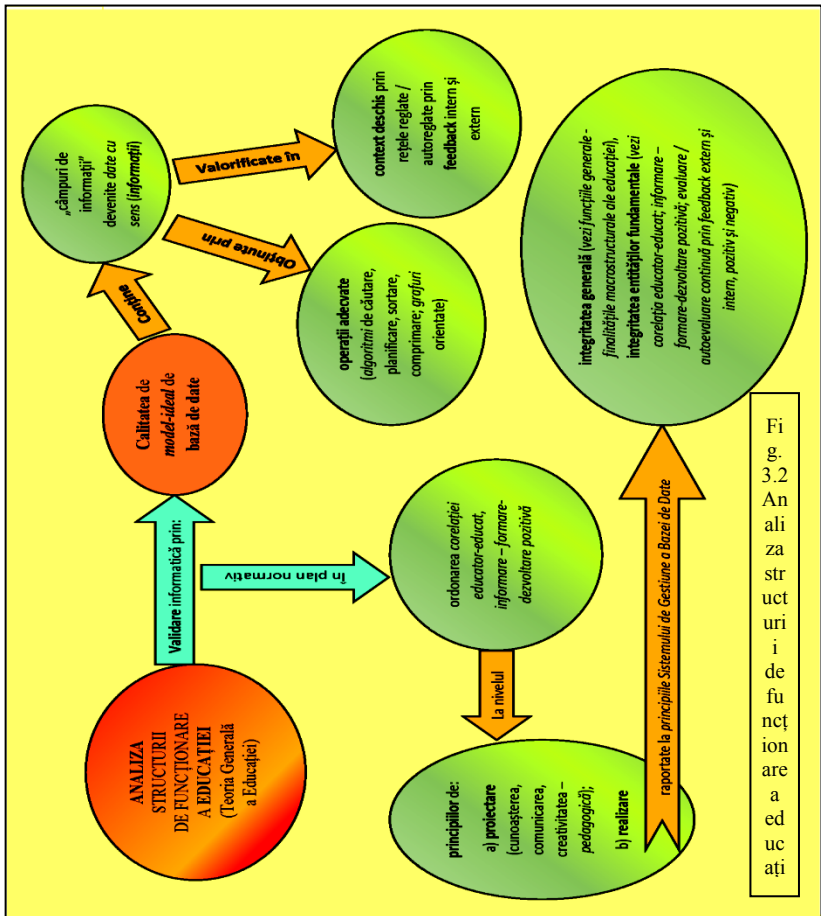 ANALIZA
STRUCTURII
DE FUNCȚIONARE
A EDUCAȚIEI
(Teoria Generală
a Educației)
Validare informatică prin:
Calitatea de
model-ideal de
bază de date
Conține
„câmpuri de
informații”
devenite date cu
sens (informații)
Obținute prin
operații adecvate
(algoritmi de căutare,
planificare, sortare,
comprimare; grafuri
orientate)
Valorificate în
context deschis prin
rețele reglate /
autoreglate prin
feedback intern și
extern
În plan normativ
ordonarea corelației
educator-educat,
informare – formare-
dezvoltare pozitivă
La nivelul
principiilor de:
a) proiectare
(cunoașterea,
comunicarea,
creativitatea –
pedagogică);
b) realizare
raportate la principiile Sistemului de Gestiune a Bazei de Date
integritatea generală (vezi funcțiile generale -
finalitățile macrostructurale ale educației),
integritatea entităților fundamentale (vezi
corelația educator-educat; informare –
formare-dezvoltare pozitivă; evaluare /
autoevaluare continuă prin feedback extern și
intern, pozitiv și negativ)
Fi
g.
3.2
An
ali
za
str
uct
uri
i
de
fu
ncț
ion
are
a
ed
uc
ați